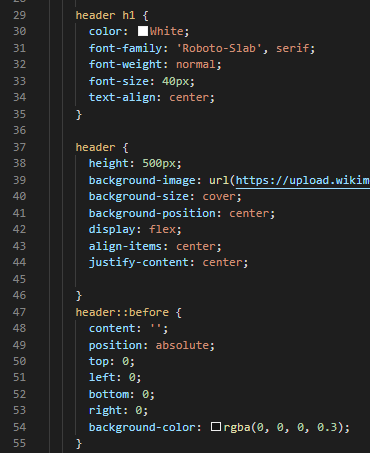 29 header h1 {
30 color: White;
31 font-family: 'Roboto-Slab', serif;
32 font-weight: normal;
33 font-size: 40px;
34 text-align: center;
35 }
36
37 header {
38 height: 500px;
39 background-image: url(https://upload.wikim
40 background-size: cover;
41 background-position: center;
42 display: flex;
43 align-items: center;
44 justify-content: center;
45
46 }
47 header::before {
48 content: '';
49 position: absolute;
50 top: 0;
51 left: 0;
52 bottom: 0;
53 right: 0;
54 background-color: rgba(0, 0, 0, 0.3);
55 }